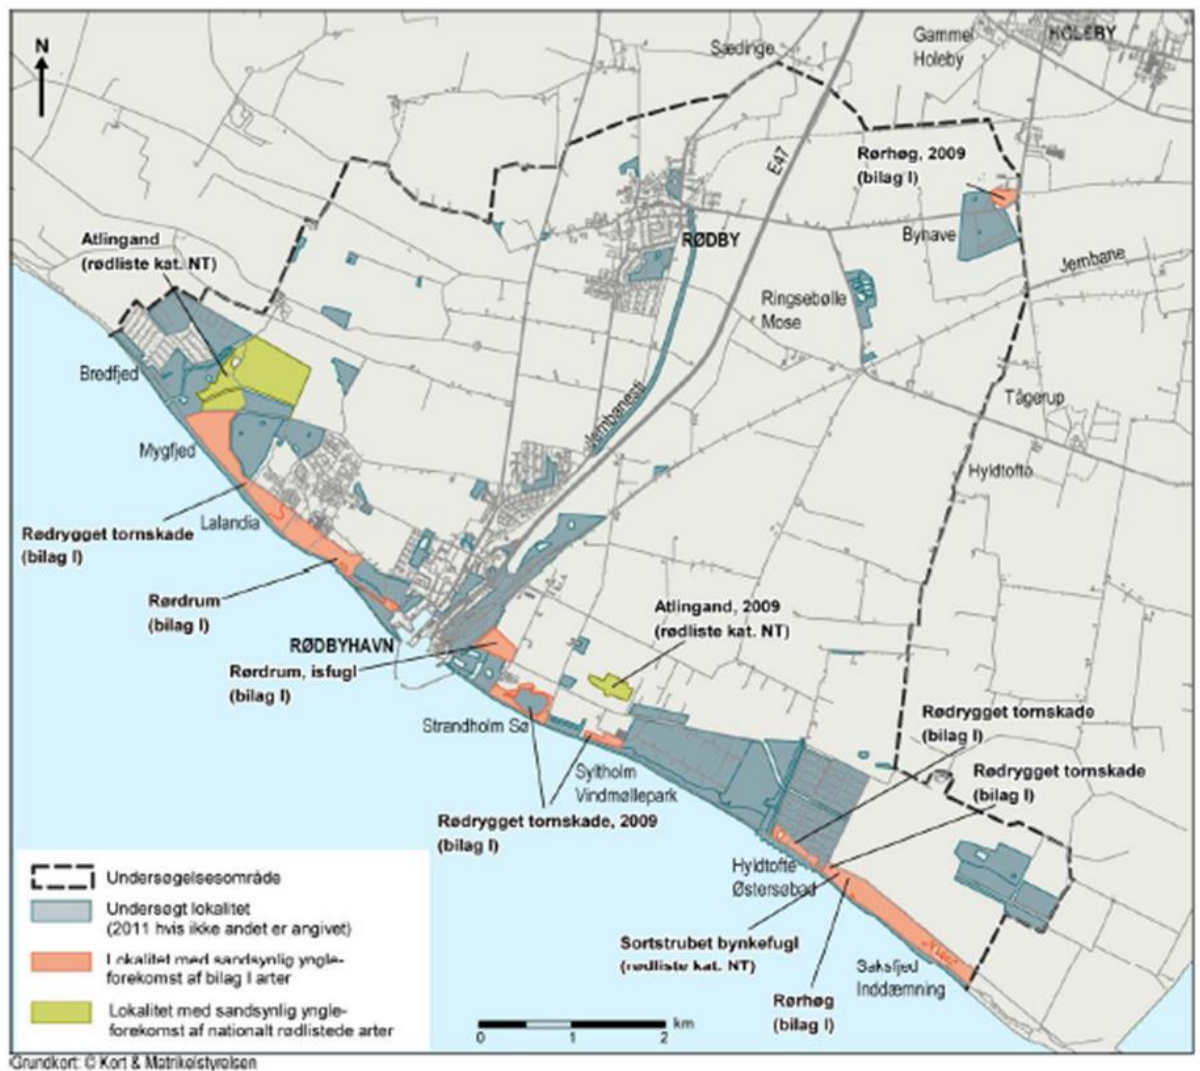 N
Sædinge
Gammel
Holeby
HOLEBY
E47
Rørhøg, 2009
(bilag I)
Byhave
Jernbane
RØDBY
Ringsebølle
Mose
Atlingand
(rødliste kat. NT)
Bredfjed
Jernbanesti
Tågerup
Mygfjed
Hyldtofte
Lalandia
Rødrygget tornskade
(bilag I)
Rørdrum
(bilag I)
Atlingand, 2009
(rødliste kat. NT)
RØDBYHAVN
Rørdrum, isfugl
(bilag I)
Strandholm Sø
Rødrygget tornskade
(bilag I)
Syltholm
Vindmøllepark
Rødrygget tornskade
(bilag I)
Rødrygget tornskade, 2009
(bilag I)
Hyldtofte
Østersøbad
Sortstrubet bynkefugl
(rødliste kat. NT)
Saksfjed
Inddæmning
Rørhøg
(bilag I)
Undersøgelsesområde
Undersøgt lokalitet
(2011 hvis ikke andet er angivet)
Lokalitet med sandsynlig yngle-
forekomst af bilag I arter
Lokalitet med sandsynlig yngle-
forekomst af nationalt rødlistede arter
km
0 1 2
Grundkort: © Kort & Matrikelstyrelsen